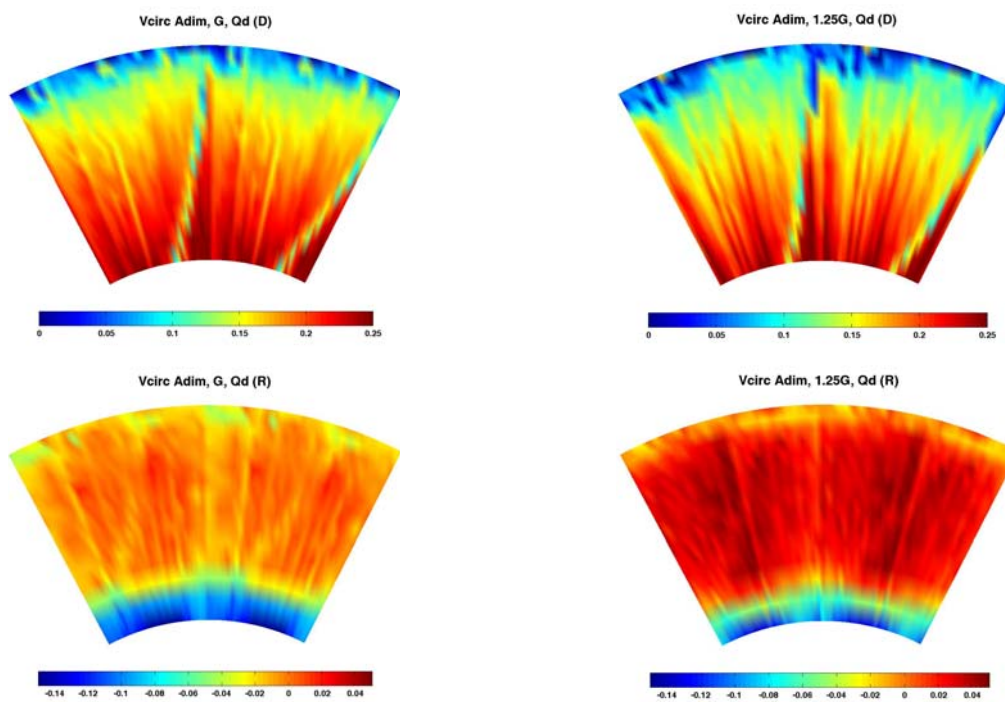 Vcirc Adim, G, Qd (D)
Vcirc Adim, 1.25G, Qd (D)
0 0.05 0.1 0.15 0.2 0.25
0 0.05 0.1 0.15 0.2 0.25
Vcirc Adim, G, Qd (R)
Vcirc Adim, 1.25G, Qd (R)
-0.14 -0.12 -0.1 -0.08 -0.06 -0.04 -0.02 0 0.02 0.04
-0.14 -0.12 -0.1 -0.08 -0.06 -0.04 -0.02 0 0.02 0.04